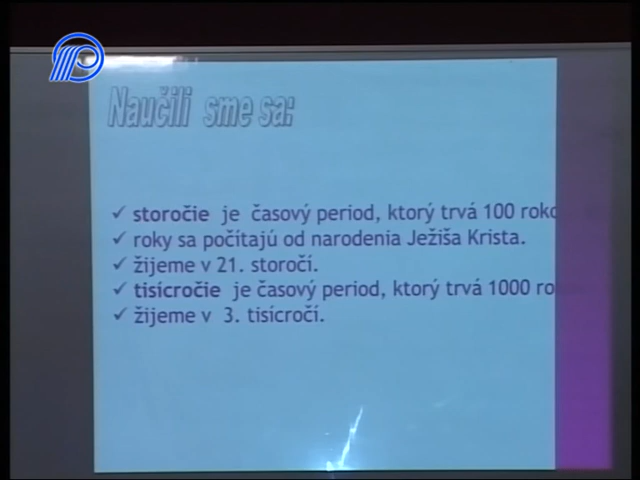 Naučili sme sa:
✓ storočie je časový period, ktorý trvá 100
✓ roky sa počítajú od narodenia Ježiša Krista.
✓ žijeme v 21. storočí.
✓ tisícročie je časový period, ktorý trvá 1000
✓ žijeme v 3. tisícročí.